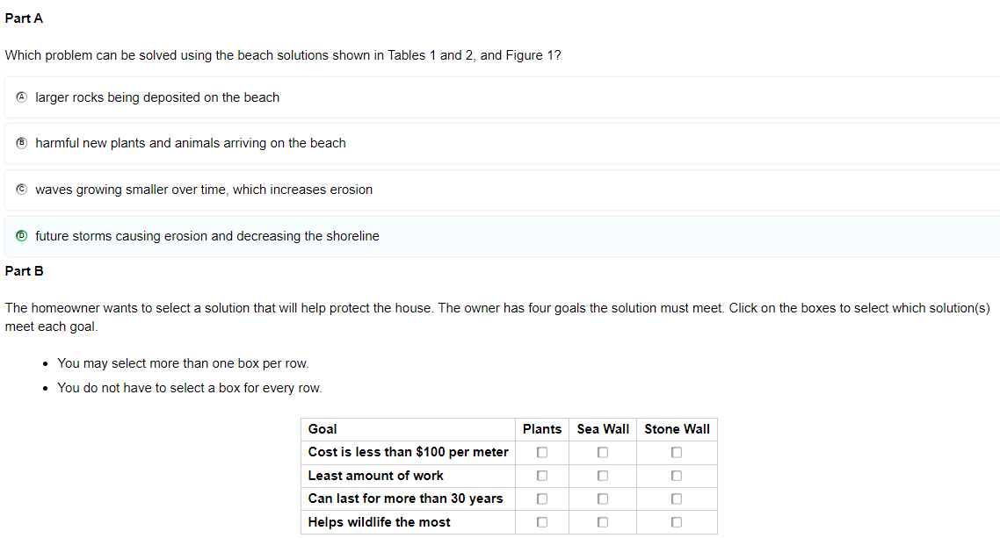 Part A
Which problem can be solved using the beach solutions shown in Tables 1 and 2, and Figure 1?
A larger rocks being deposited on the beach
B harmful new plants and animals arriving on the beach
C waves growing smaller over time, which increases erosion
D future storms causing erosion and decreasing the shoreline
Part B
The homeowner wants to select a solution that will help protect the house. The owner has four goals the solution must meet. Click on the boxes to select which solution(s)
meet each goal.
• You may select more than one box per row.
• You do not have to select a box for every row.
Goal Plants Sea Wall Stone Wall
Cost is less than $100 per meter
Least amount of work
Can last for more than 30 years
Helps wildlife the most